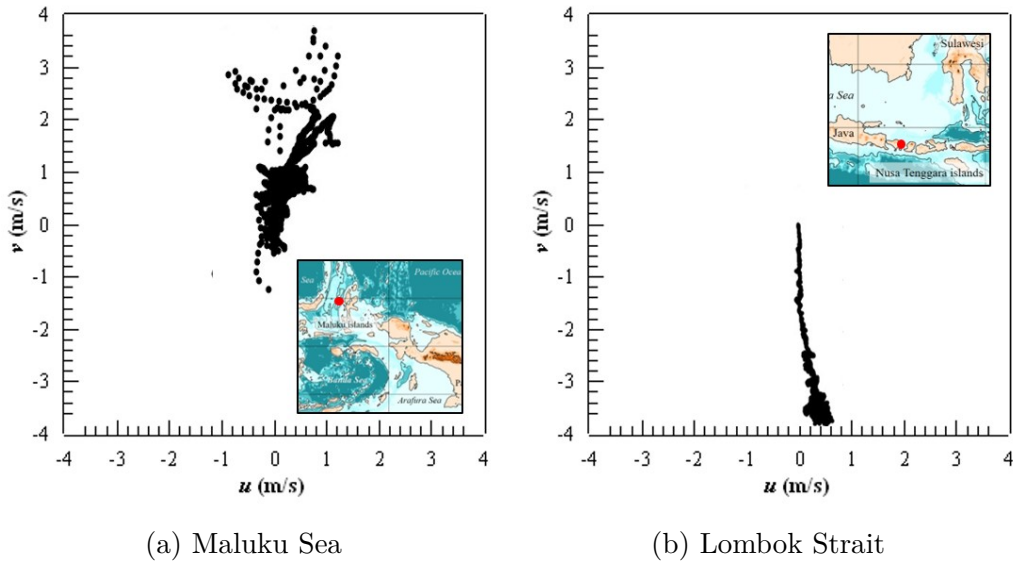 4
3
2
1
0
-1
-2
-3
-4
v (m/s)
-4 -3 -2 -1 0 1 2 3 4
u (m/s)
Sea
Pacific Ocea
Maluku islands
Banda Sea
Arafura Sea
P
(a) Maluku Sea
4
3
2
1
0
-1
-2
-3
-4
v (m/s)
-4 -3 -2 -1 0 1 2 3 4
u (m/s)
Sulawesi
a Sea
Java
Nusa Tenggara islands
(b) Lombok Strait